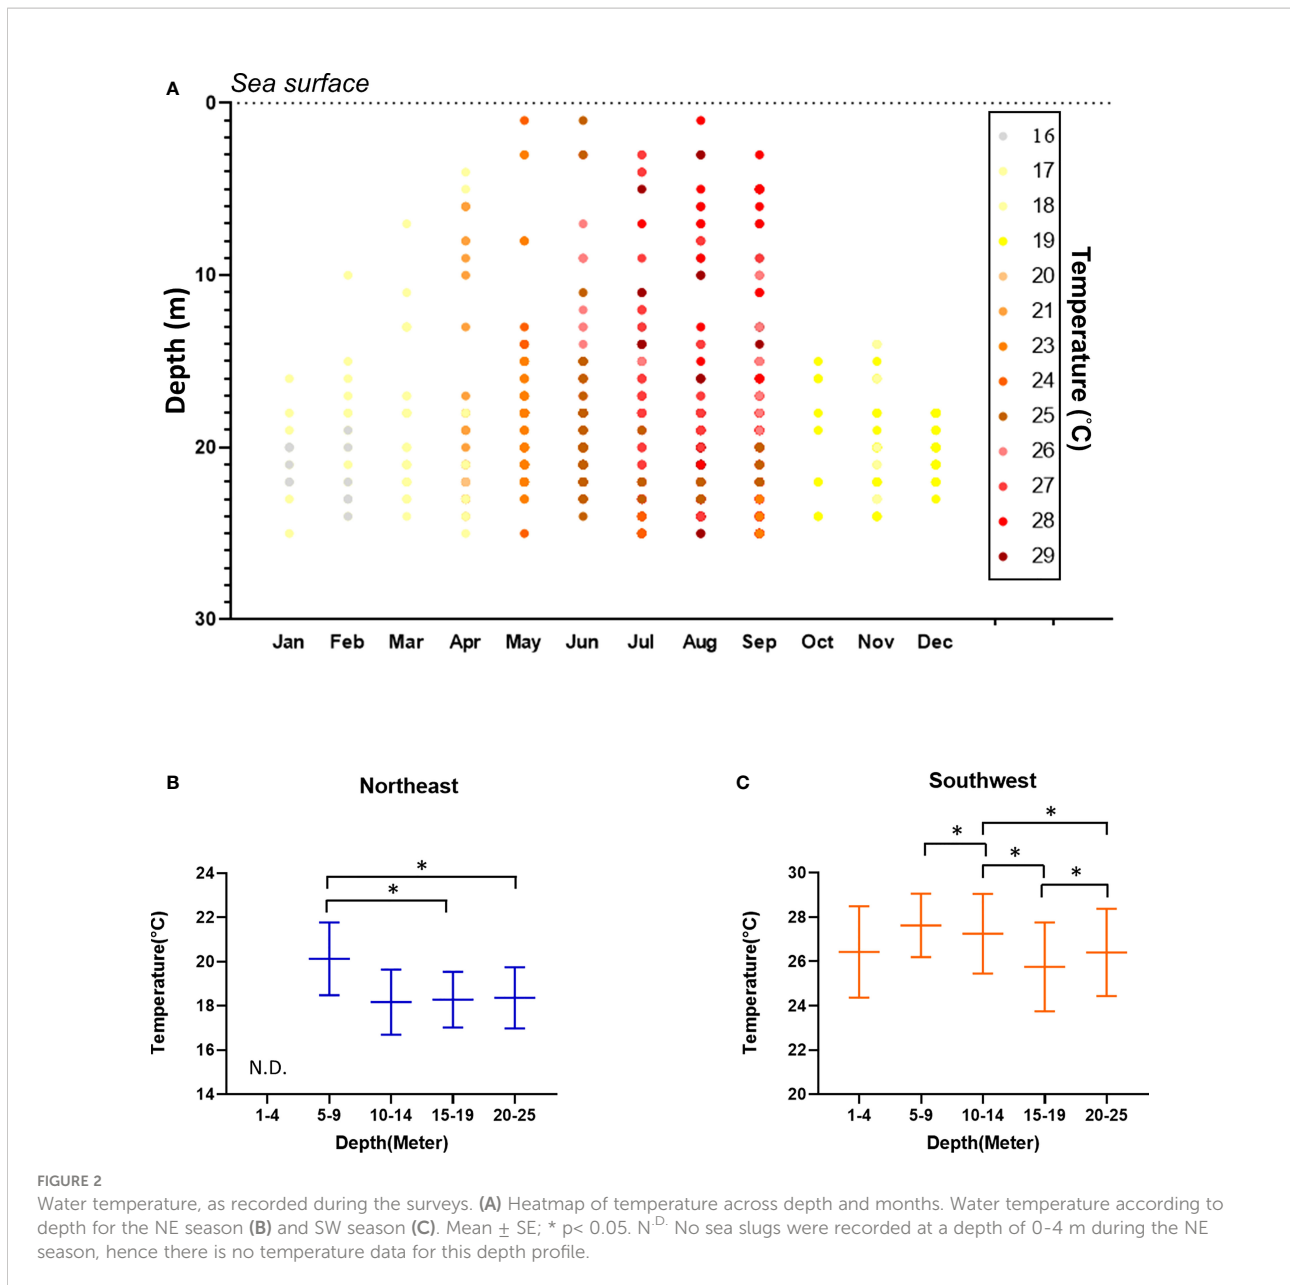 A
Sea surface
0
10
20
30
Depth (m)
Jan Feb Mar Apr May Jun Jul Aug Sep Oct Nov Dec
16
17
18
19
20
21
23
24
25
26
27
28
29
Temperature (°C)
B
Northeast
*
*
24
22
20
18
16
14
Temperature(°C)
N.D.
1-4 5-9 10-14 15-19 20-25
Depth(Meter)
C
Southwest
*
*
*
*
30
28
26
24
22
20
Temperature(°C)
1-4 5-9 10-14 15-19 20-25
Depth(Meter)
FIGURE 2
Water temperature, as recorded during the surveys. (A) Heatmap of temperature across depth and months. Water temperature according to
depth for the NE season (B) and SW season (C). Mean ± SE; * p< 0.05. N.D. No sea slugs were recorded at a depth of 0-4 m during the NE
season, hence there is no temperature data for this depth profile.